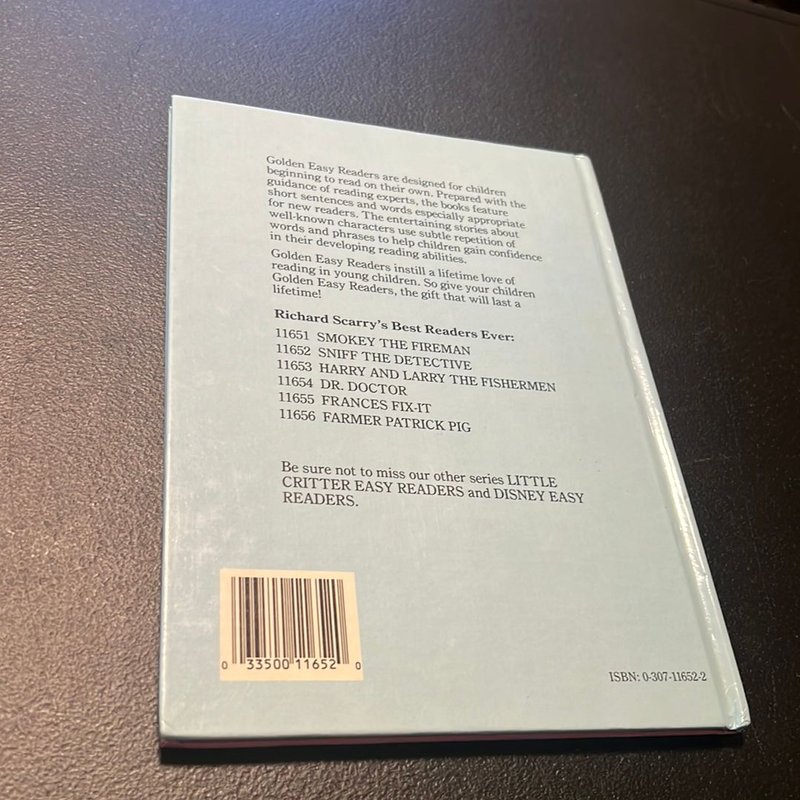 Golden Easy Readers are designed for children
beginning to read on their own. Prepared with the
guidance of reading experts, the books feature
short sentences and words especially appropriate
for new readers. The entertaining stories about
well-known characters use subtle repetition of
words and phrases to help children gain confidence
in their developing reading abilities.
Golden Easy Readers instill a lifetime love of
reading in young children. So give your children
Golden Easy Readers, the gift that will last a
lifetime!
Richard Scarry's Best Readers Ever:
11651 SMOKEY THE FIREMAN
11652 SNIFF THE DETECTIVE
11653 HARRY AND LARRY THE FISHERMEN
11654 DR. DOCTOR
11655 FRANCES FIX-IT
11656 FARMER PATRICK PIG
Be sure not to miss our other series LITTLE
CRITTER EASY READERS and DISNEY EASY
READERS.
0 33500 11652 0
ISBN: 0-307-11652-2